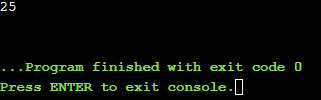 25
...Program finished with exit code 0
Press ENTER to exit console.